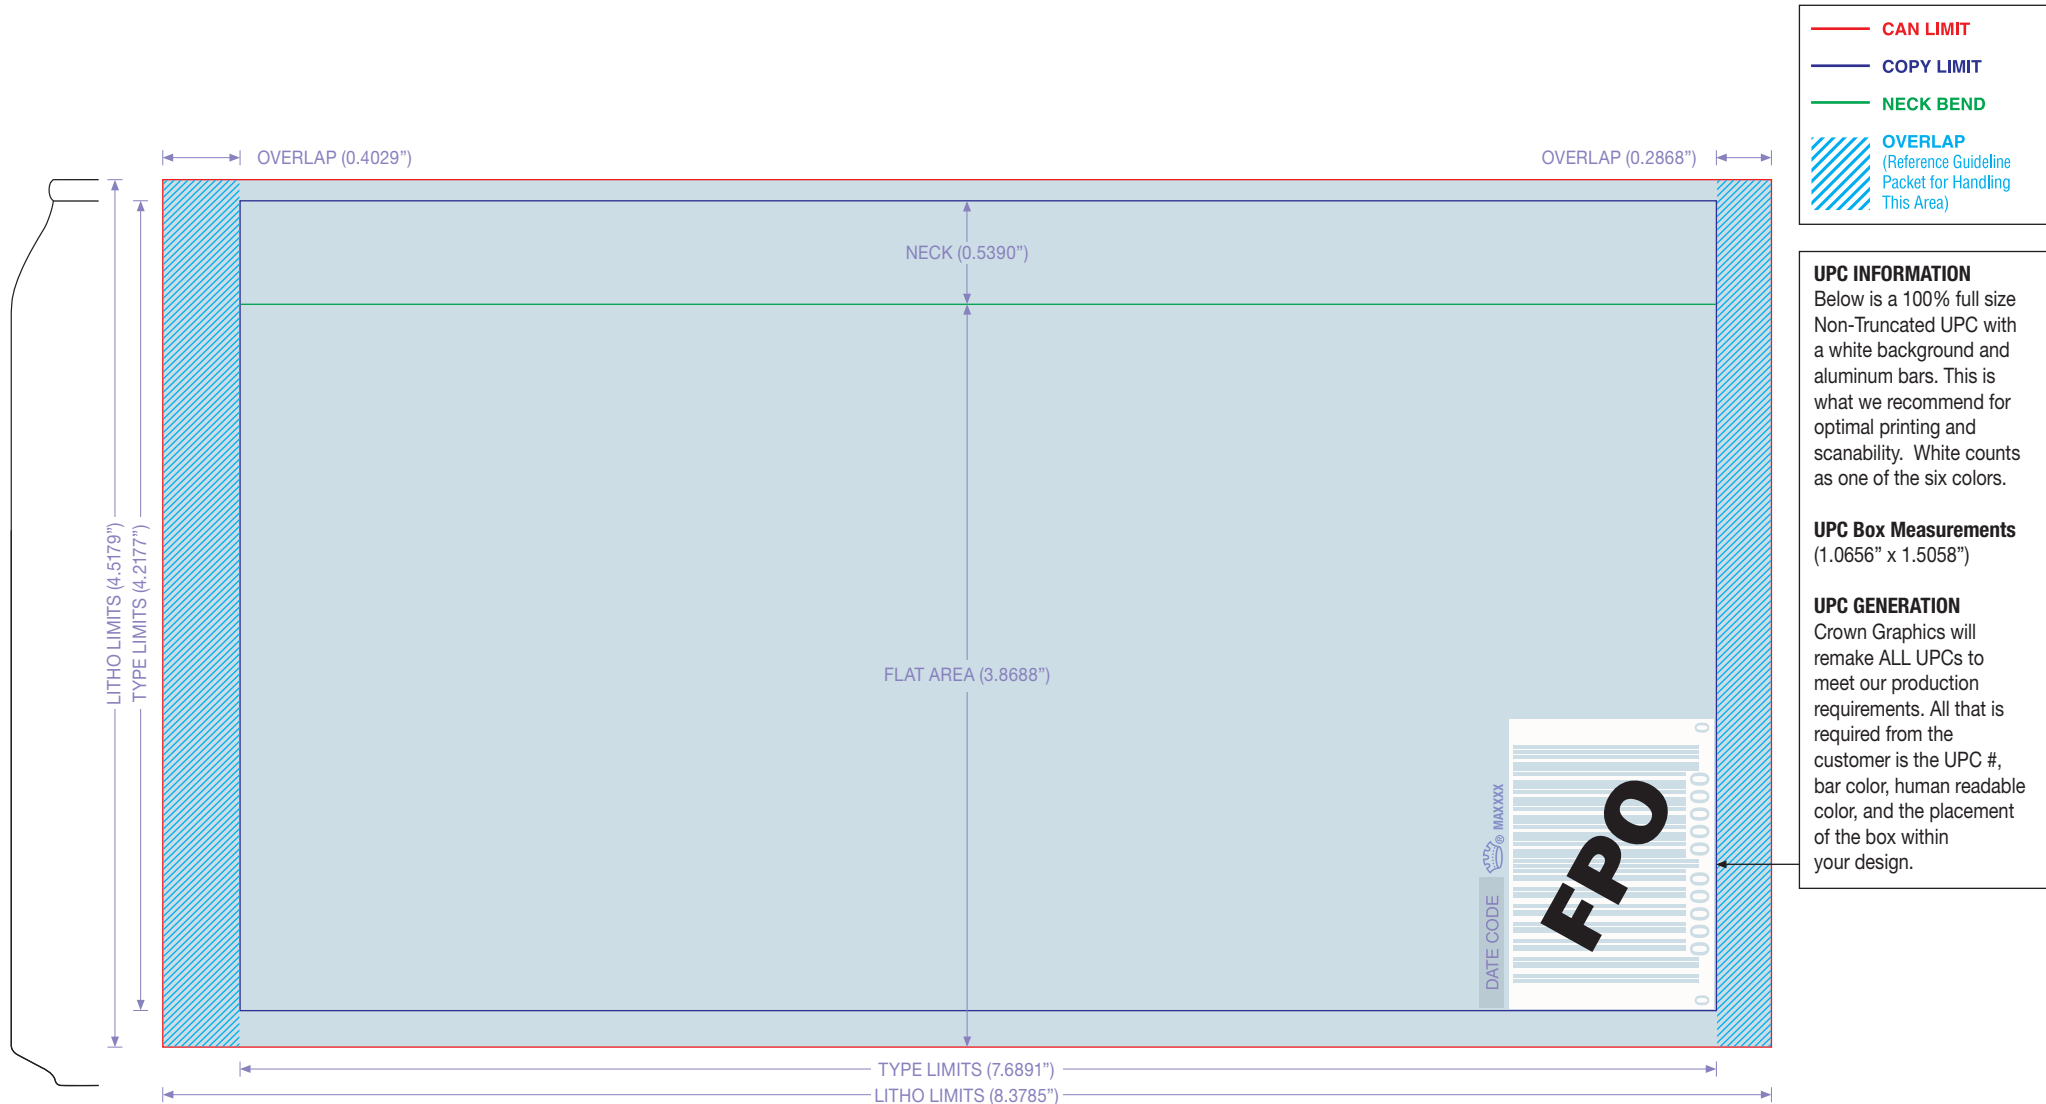 CAN LIMIT
COPY LIMIT
NECK BEND
OVERLAP
(Reference Guideline
Packet for Handling
This Area)
OVERLAP (0.4029”)
OVERLAP (0.2868”)
NECK (0.5390”)
LITHO LIMITS (4.5179”)
TYPE LIMITS (4.2177”)
FLAT AREA (3.8688”)
UPC INFORMATION
Below is a 100% full size
Non-Truncated UPC with
a white background and
aluminum bars. This is
what we recommend for
optimal printing and
scanability.  White counts
as one of the six colors.
UPC Box Measurements
(1.0656” x 1.5058”)
UPC GENERATION
Crown Graphics will
remake ALL UPCs to
meet our production
requirements. All that is
required from the
customer is the UPC #,
bar color, human readable
color, and the placement
of the box within
your design.
DATE CODE
® MAXXXX
FPO
0 00000 00000 0
TYPE LIMITS (7.6891”)
LITHO LIMITS (8.3785”)